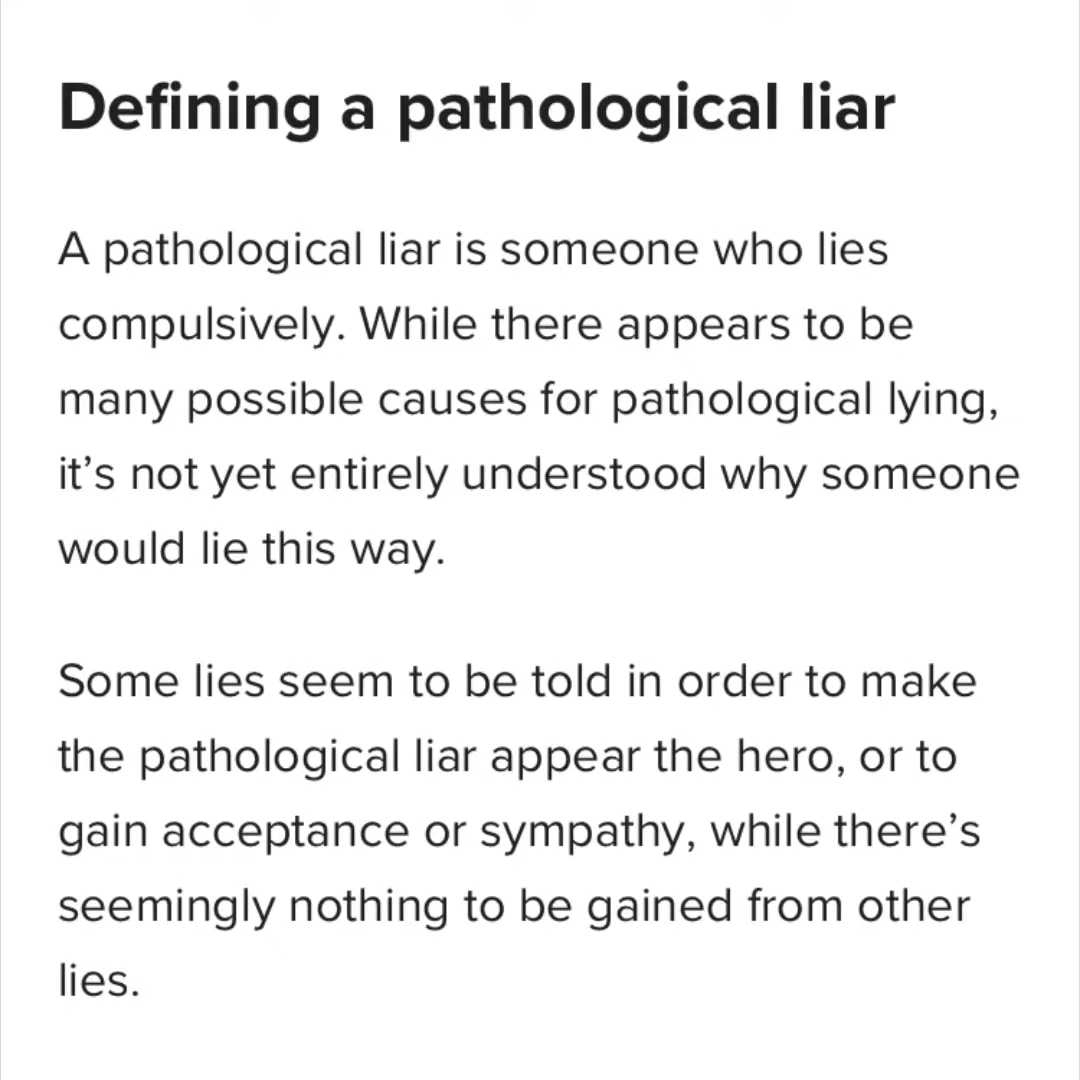 Defining a pathological liar
A pathological liar is someone who lies
compulsively. While there appears to be
many possible causes for pathological lying,
it’s not yet entirely understood why someone
would lie this way.
Some lies seem to be told in order to make
the pathological liar appear the hero, or to
gain acceptance or sympathy, while there’s
seemingly nothing to be gained from other
lies.